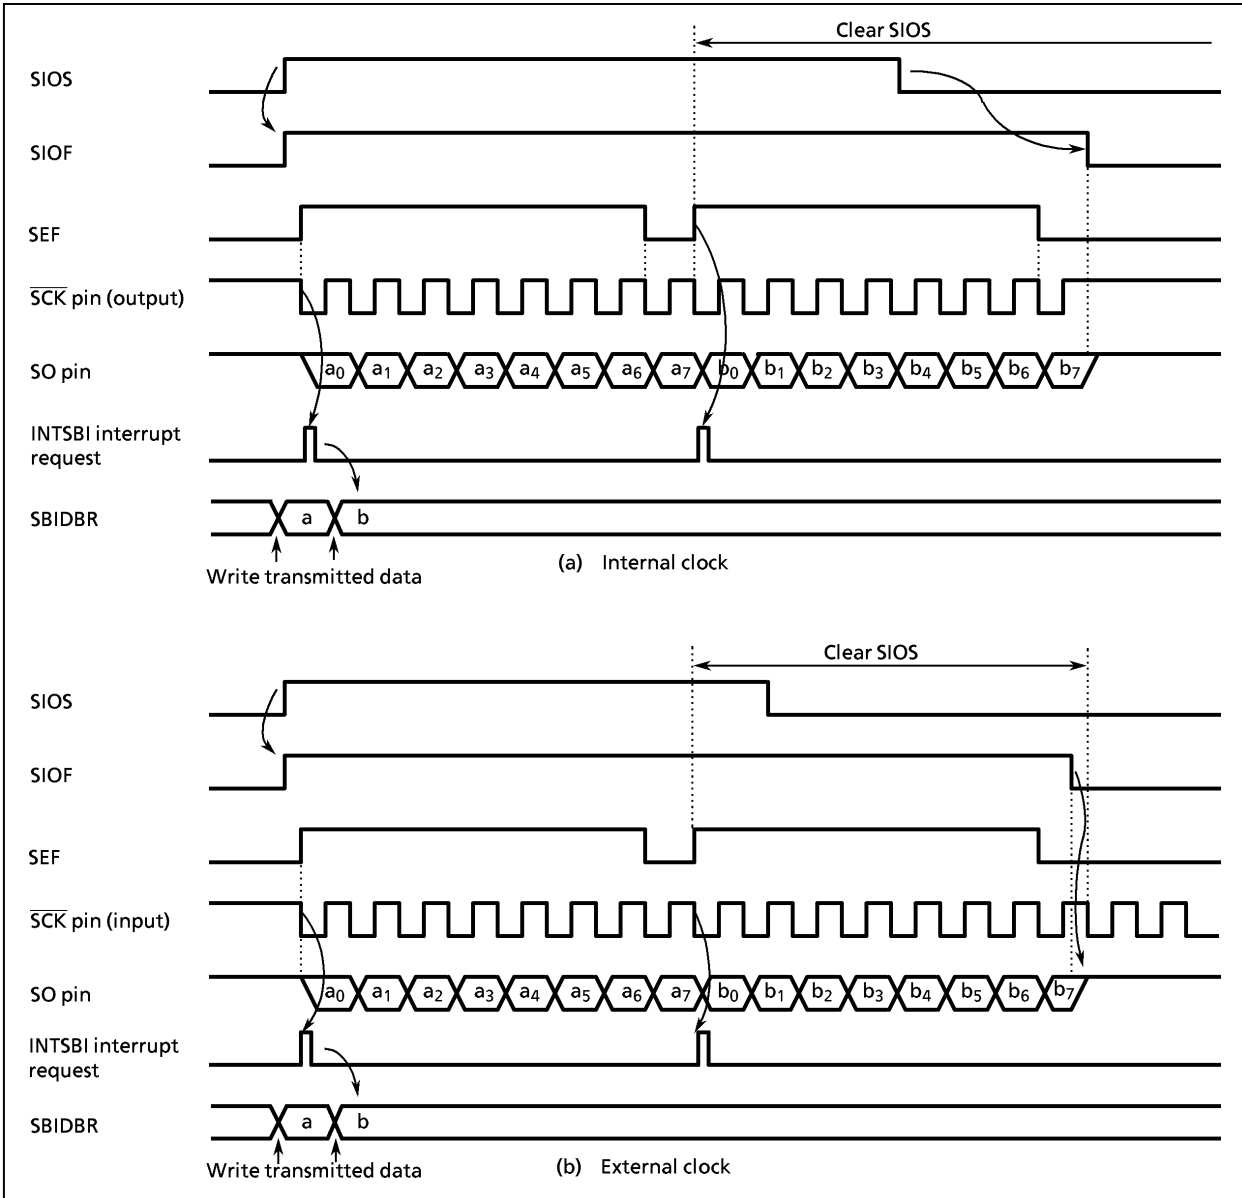 Clear SIOS
SIOS
SIOF
SEF
SCK pin (output)
SO pin a0 a1 a2 a3 a4 a5 a6 a7 b0 b1 b2 b3 b4 b5 b6 b7
INTSBI interrupt
request
SBIDBR a b
Write transmitted data
(a) Internal clock
Clear SIOS
SIOS
SIOF
SEF
SCK pin (input)
SO pin a0 a1 a2 a3 a4 a5 a6 a7 b0 b1 b2 b3 b4 b5 b6 b7
INTSBI interrupt
request
SBIDBR a b
Write transmitted data
(b) External clock